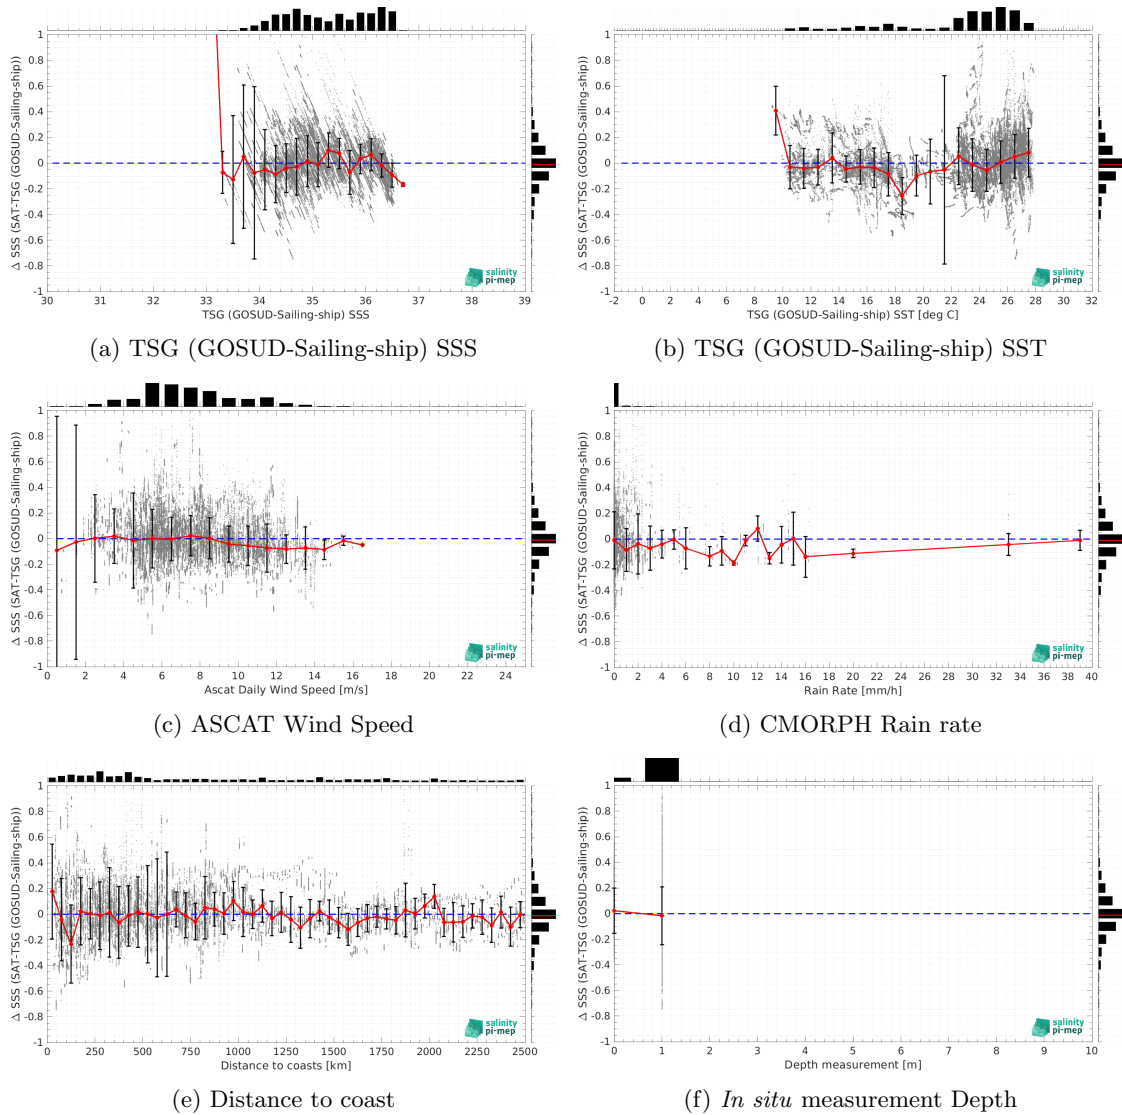 Δ SSS (SAT-TSG (GOSUD-Sailing-ship))
1
0.8
0.6
0.4
0.2
0
-0.2
-0.4
-0.6
-0.8
-1
30 31 32 33 34 35 36 37 38 39
TSG (GOSUD-Sailing-ship) SSS
salinity
pi-mep
(a) TSG (GOSUD-Sailing-ship) SSS
Δ SSS (SAT-TSG (GOSUD-Sailing-ship))
1
0.8
0.6
0.4
0.2
0
-0.2
-0.4
-0.6
-0.8
-1
-2 0 2 4 6 8 10 12 14 16 18 20 22 24 26 28 30 32
TSG (GOSUD-Sailing-ship) SST [deg C]
salinity
pi-mep
(b) TSG (GOSUD-Sailing-ship) SST
Δ SSS (SAT-TSG (GOSUD-Sailing-ship))
1
0.8
0.6
0.4
0.2
0
-0.2
-0.4
-0.6
-0.8
-1
0 2 4 6 8 10 12 14 16 18 20 22 24
Ascat Daily Wind Speed [m/s]
salinity
pi-mep
(c) ASCAT Wind Speed
Δ SSS (SAT-TSG (GOSUD-Sailing-ship))
1
0.8
0.6
0.4
0.2
0
-0.2
-0.4
-0.6
-0.8
-1
0 2 4 6 8 10 12 14 16 18 20 22 24 26 28 30 32 34 36 38 40
Rain Rate [mm/h]
salinity
pi-mep
(d) CMORPH Rain rate
Δ SSS (SAT-TSG (GOSUD-Sailing-ship))
1
0.8
0.6
0.4
0.2
0
-0.2
-0.4
-0.6
-0.8
-1
0 250 500 750 1000 1250 1500 1750 2000 2250 2500
Distance to coasts [km]
salinity
pi-mep
(e) Distance to coast
Δ SSS (SAT-TSG (GOSUD-Sailing-ship))
1
0.8
0.6
0.4
0.2
0
-0.2
-0.4
-0.6
-0.8
-1
0 1 2 3 4 5 6 7 8 9 10
Depth measurement [m]
salinity
pi-mep
(f) In situ measurement Depth